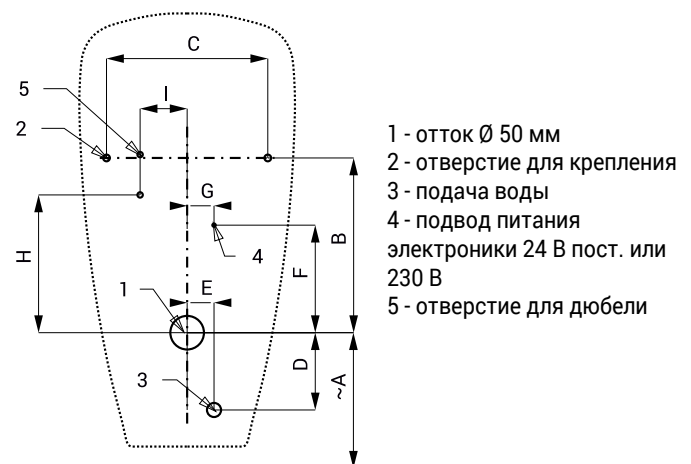 C
5
I
2
G
H
B
4
F
1
E
D
3
~A
1 - отток Ø 50 мм
2 - отверстие для крепления
3 - подача воды
4 - подвод питания
электроники 24 В пост. или
230 В
5 - отверстие для дюбели